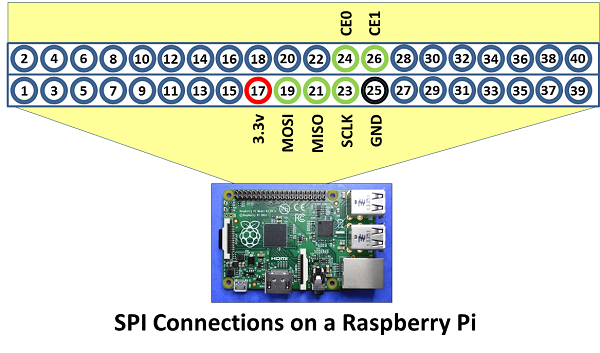 CE0 CE1
2 4 6 8 10 12 14 16 18 20 22 24 26 28 30 32 34 36 38 40
1 3 5 7 9 11 13 15 17 19 21 23 25 27 29 31 33 35 37 39
3.3v MOSI MISO SCLK GND
HDMI
SPI Connections on a Raspberry Pi